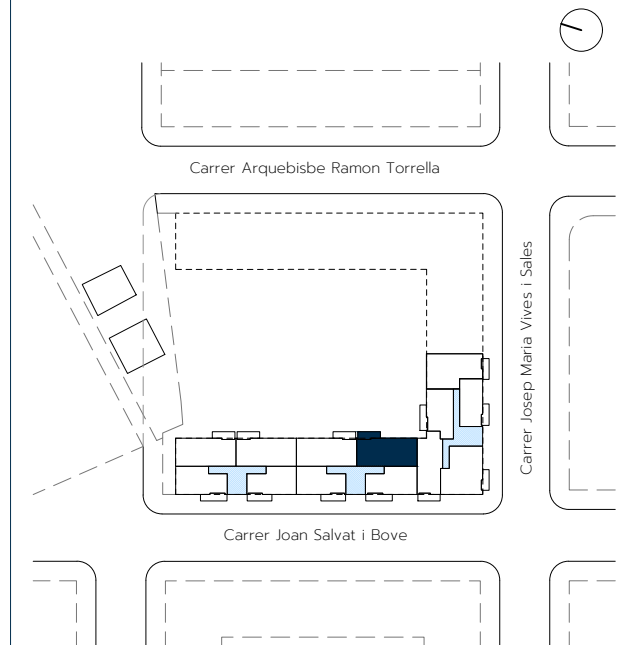 Carrer Arquebisbe Ramon Torrella
Carrer Josep Maria Vives i Sales
Carrer Joan Salvat i Bove